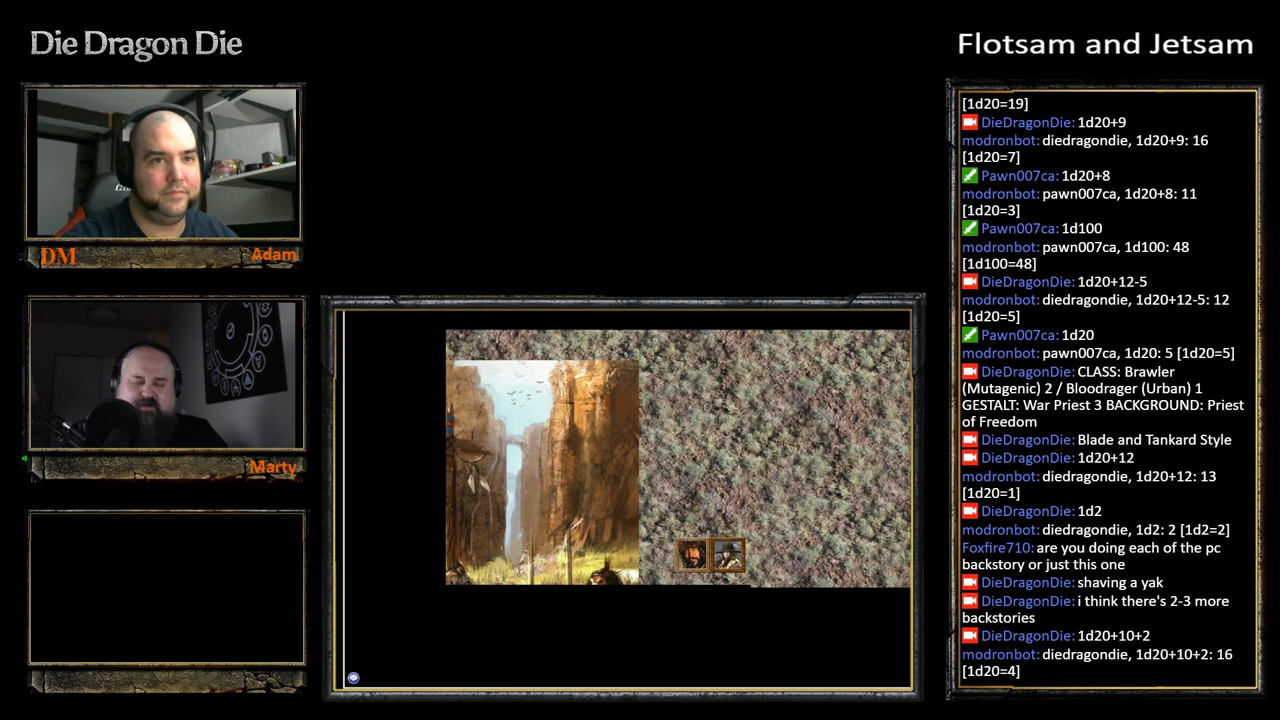 Die Dragon Die
Flotsam and Jetsam
DM
Adam
Marty
[1d20=19]
DieDragonDie: 1d20+9
modronbot: diedragondie, 1d20+9: 16
[1d20=7]
Pawn007ca: 1d20+8
modronbot: pawn007ca, 1d20+8: 11
[1d20=3]
Pawn007ca: 1d100
modronbot: pawn007ca, 1d100: 48
[1d100=48]
DieDragonDie: 1d20+12-5
modronbot: diedragondie, 1d20+12-5: 12
[1d20=5]
Pawn007ca: 1d20
modronbot: pawn007ca, 1d20: 5 [1d20=5]
DieDragonDie: CLASS: Brawler
(Mutagenic) 2 / Bloodrager (Urban) 1
GESTALT: War Priest 3 BACKGROUND: Priest
of Freedom
DieDragonDie: Blade and Tankard Style
DieDragonDie: 1d20+12
modronbot: diedragondie, 1d20+12: 13
[1d20=1]
DieDragonDie: 1d2
modronbot: diedragondie, 1d2: 2 [1d2=2]
Foxfire710: are you doing each of the pc
backstory or just this one
DieDragonDie: shaving a yak
DieDragonDie: i think there's 2-3 more
backstories
DieDragonDie: 1d20+10+2
modronbot: diedragondie, 1d20+10+2: 16
[1d20=4]